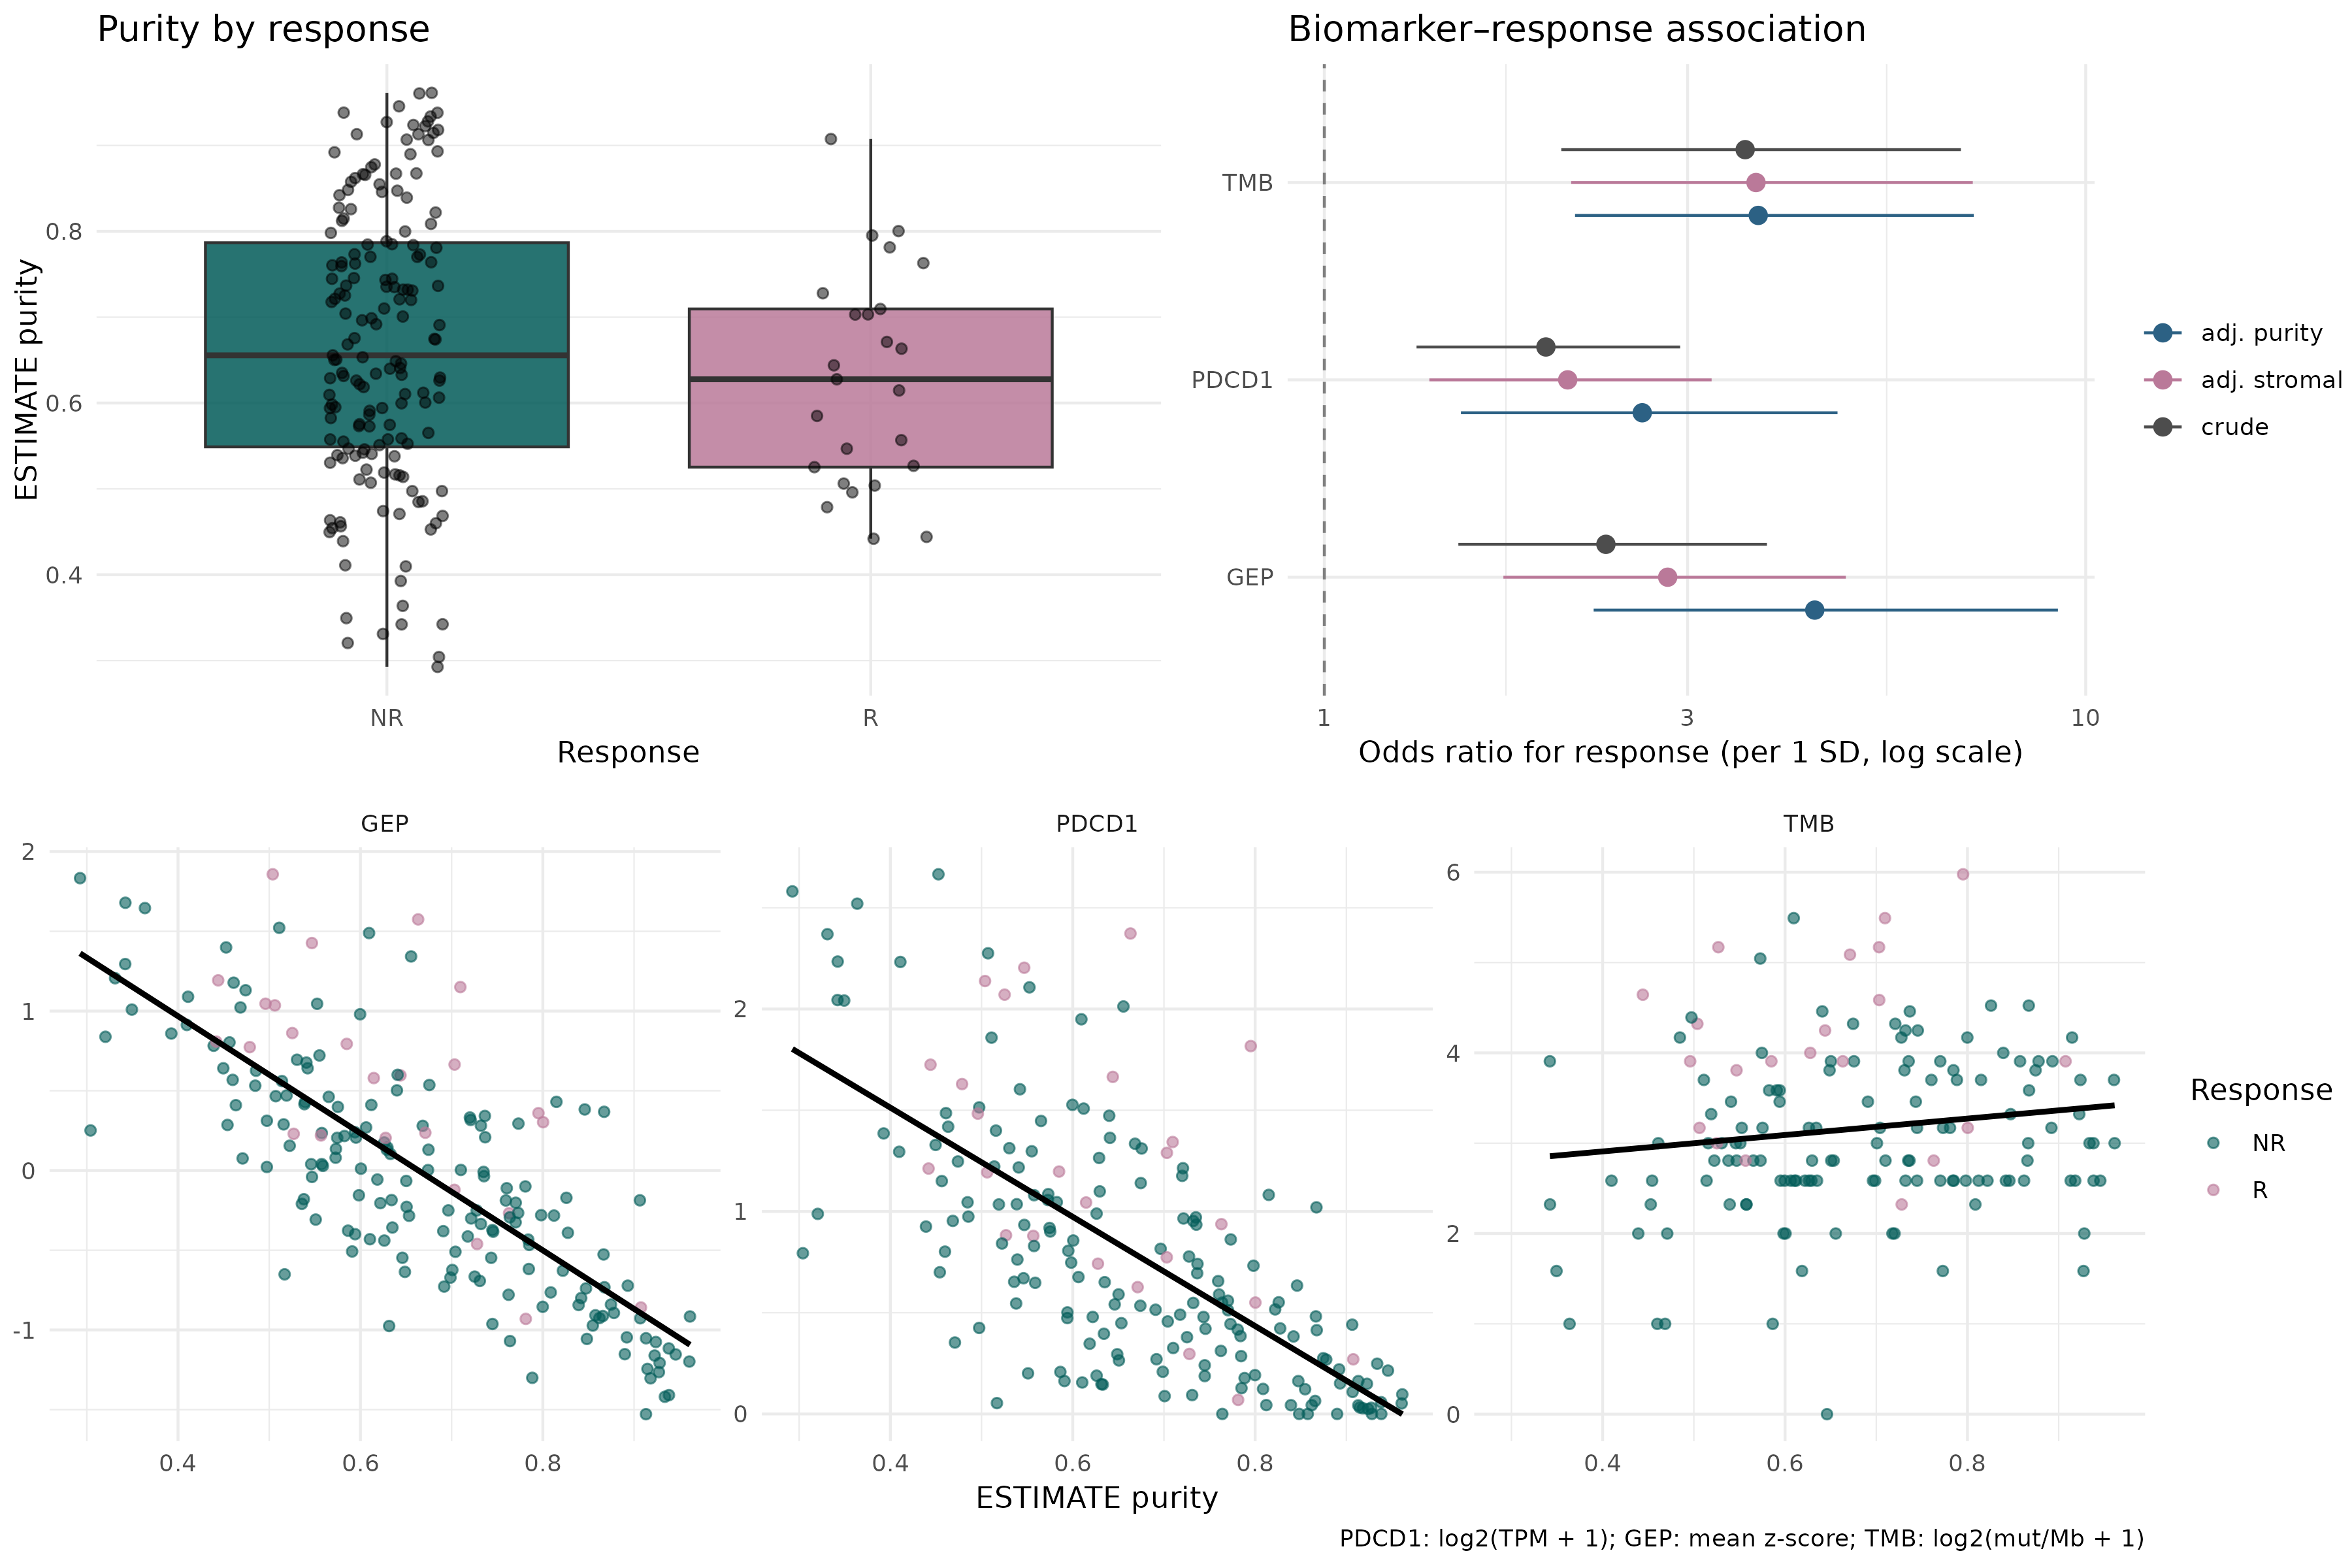 Purity by response
ESTIMATE purity
0.8
0.6
0.4
NR
R
Response
Biomarker–response association
TMB
PDCD1
GEP
1
3
10
Odds ratio for response (per 1 SD, log scale)
adj. purity
adj. stromal
crude
GEP
2
1
0
-1
0.4
0.6
0.8
PDCD1
2
1
0
0.4
0.6
0.8
TMB
6
4
2
0
0.4
0.6
0.8
ESTIMATE purity
Response
NR
R
PDCD1: log2(TPM + 1); GEP: mean z-score; TMB: log2(mut/Mb + 1)